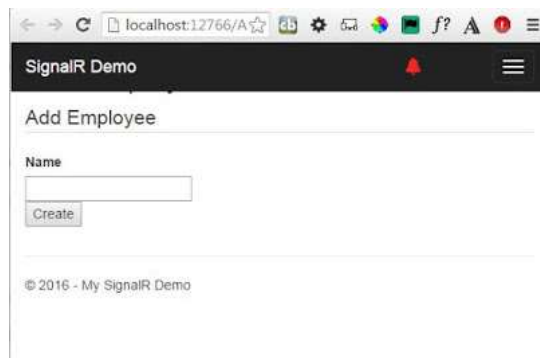 localhost:12766/A
f? A
SignalR Demo
Add Employee
Name
Create
© 2016 - My SignalR Demo